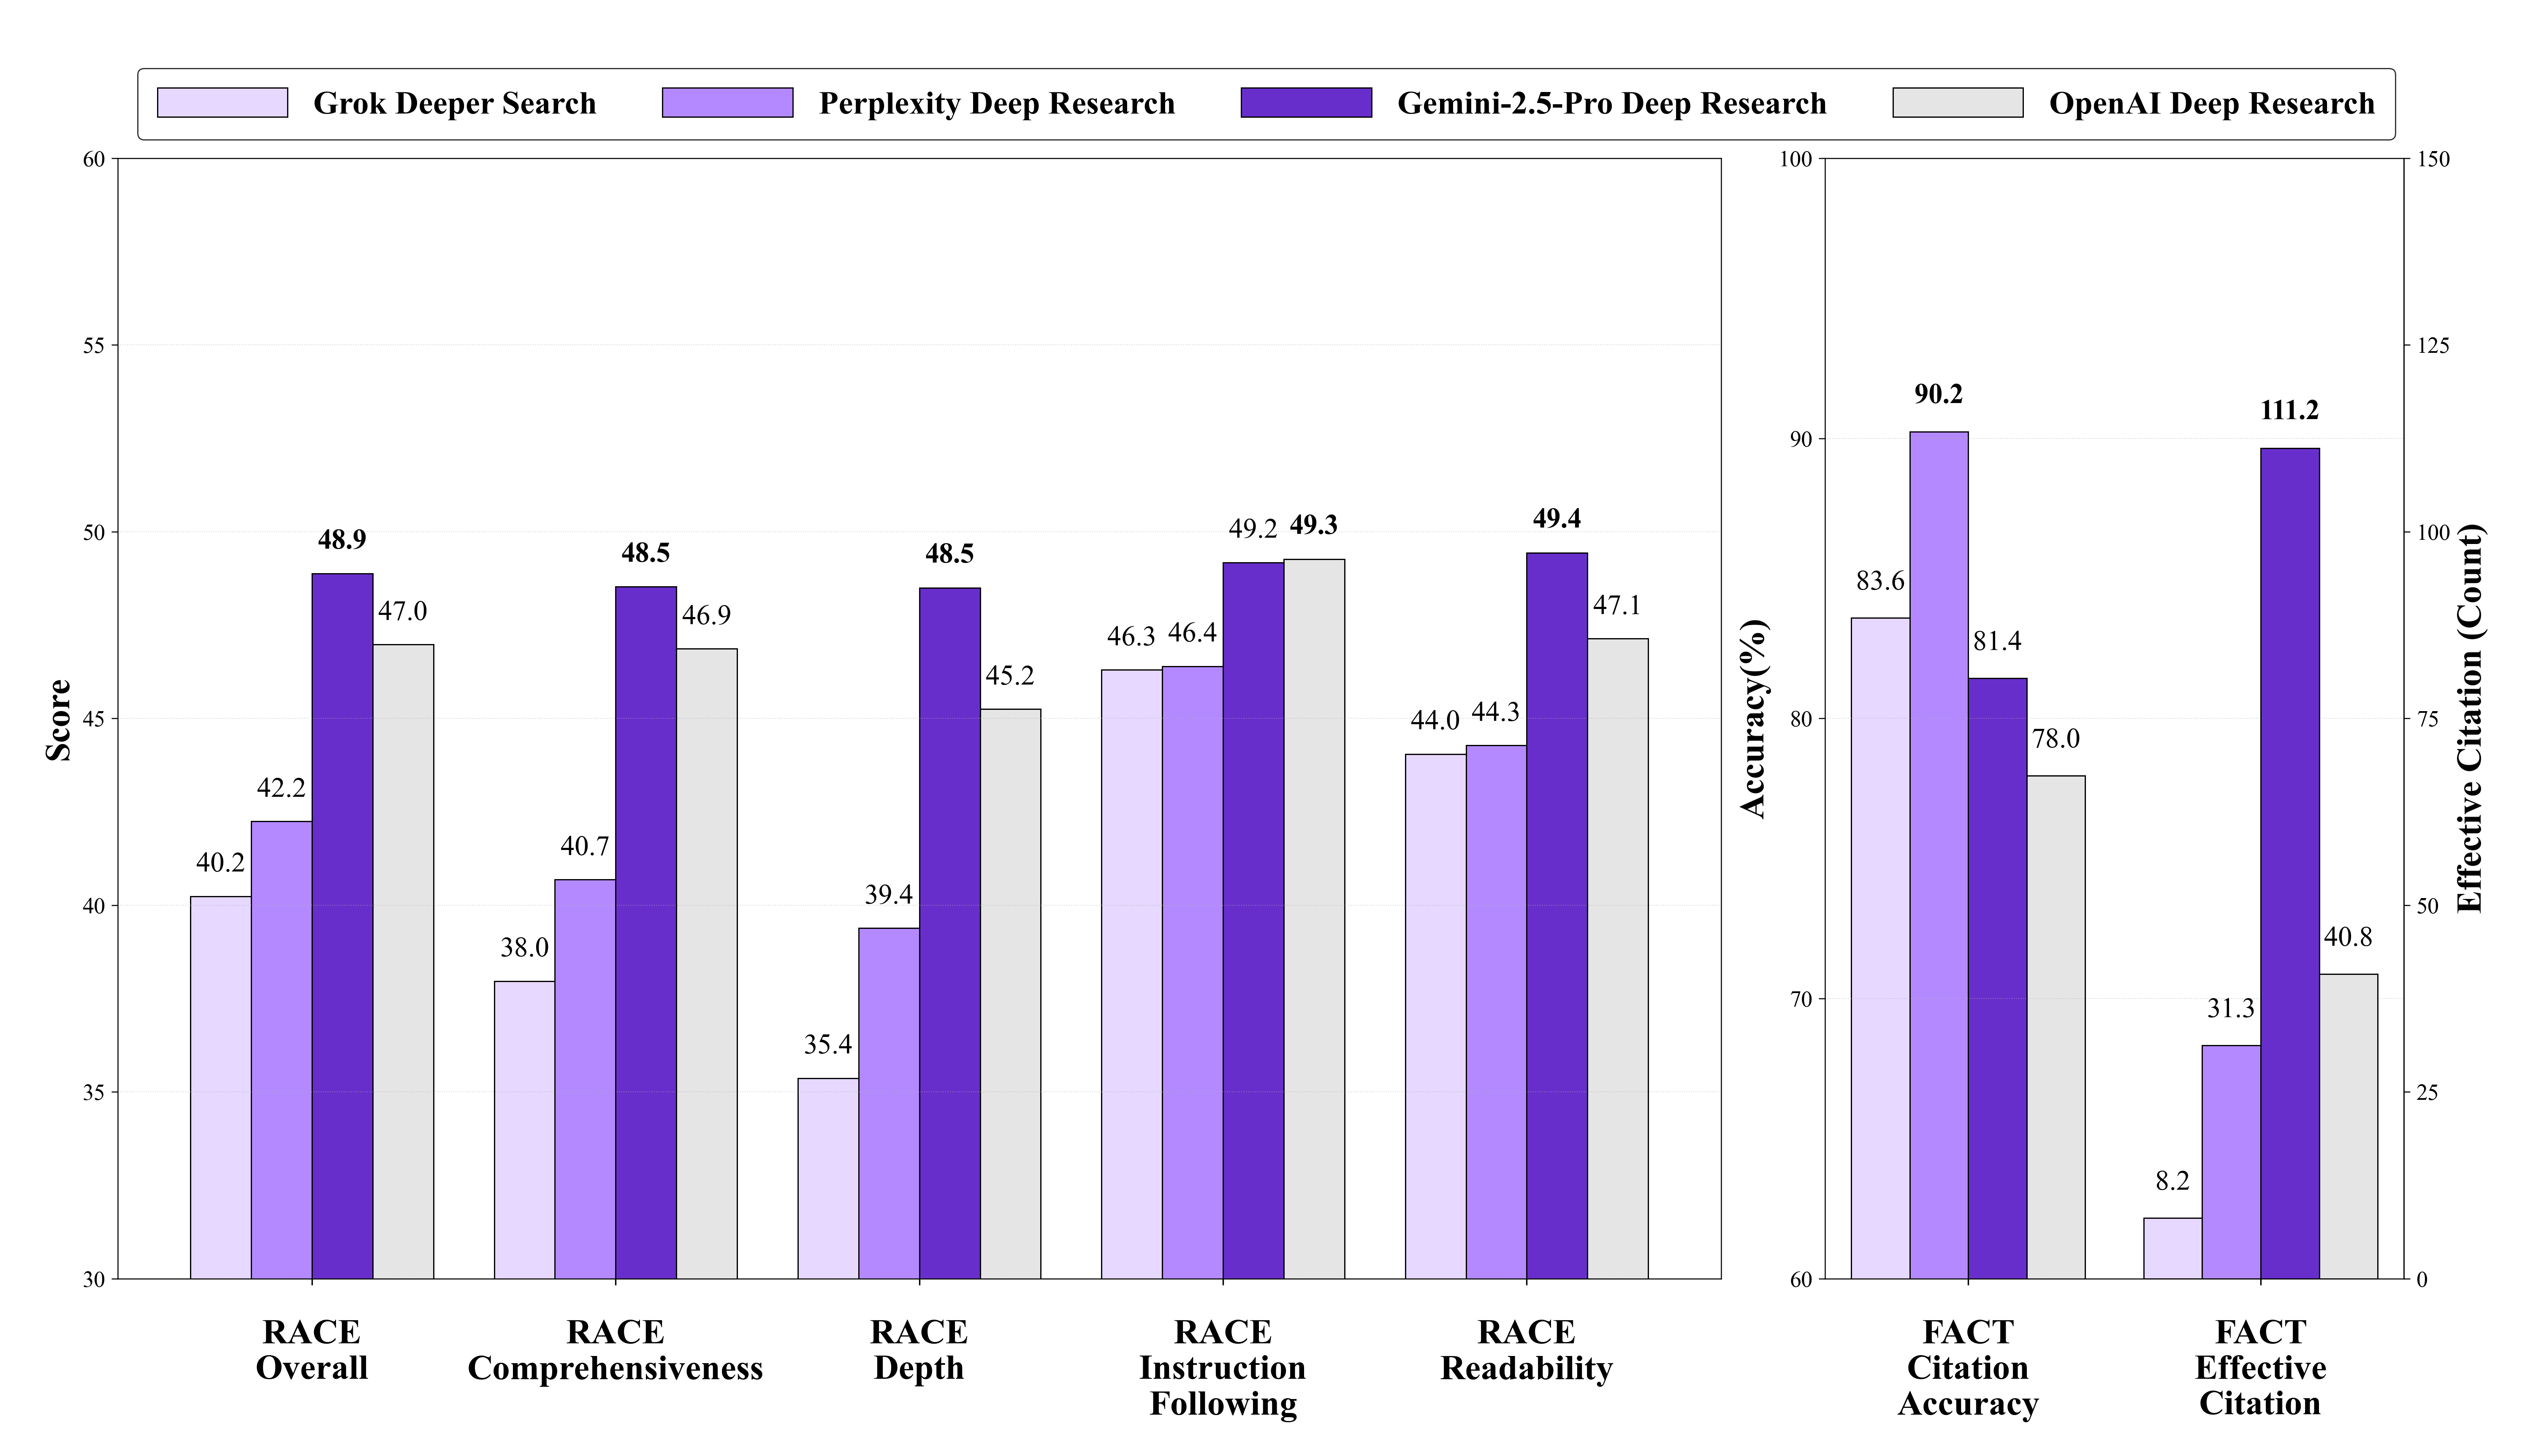 Grok Deeper Search
Perplexity Deep Research
Gemini-2.5-Pro Deep Research
OpenAI Deep Research
Score
60
55
50
45
40
35
30
40.2
42.2
48.9
47.0
38.0
40.7
48.5
46.9
35.4
39.4
48.5
45.2
46.3
46.4
49.2
49.3
44.0
44.3
49.4
47.1
RACE
Overall
RACE
Comprehensiveness
RACE
Depth
RACE
Instruction
Following
RACE
Readability
Accuracy(%)
100
90
80
70
60
83.6
90.2
81.4
78.0
8.2
31.3
111.2
40.8
FACT
Citation
Accuracy
FACT
Effective
Citation
150
125
100
75
50
25
0
Effective Citation (Count)